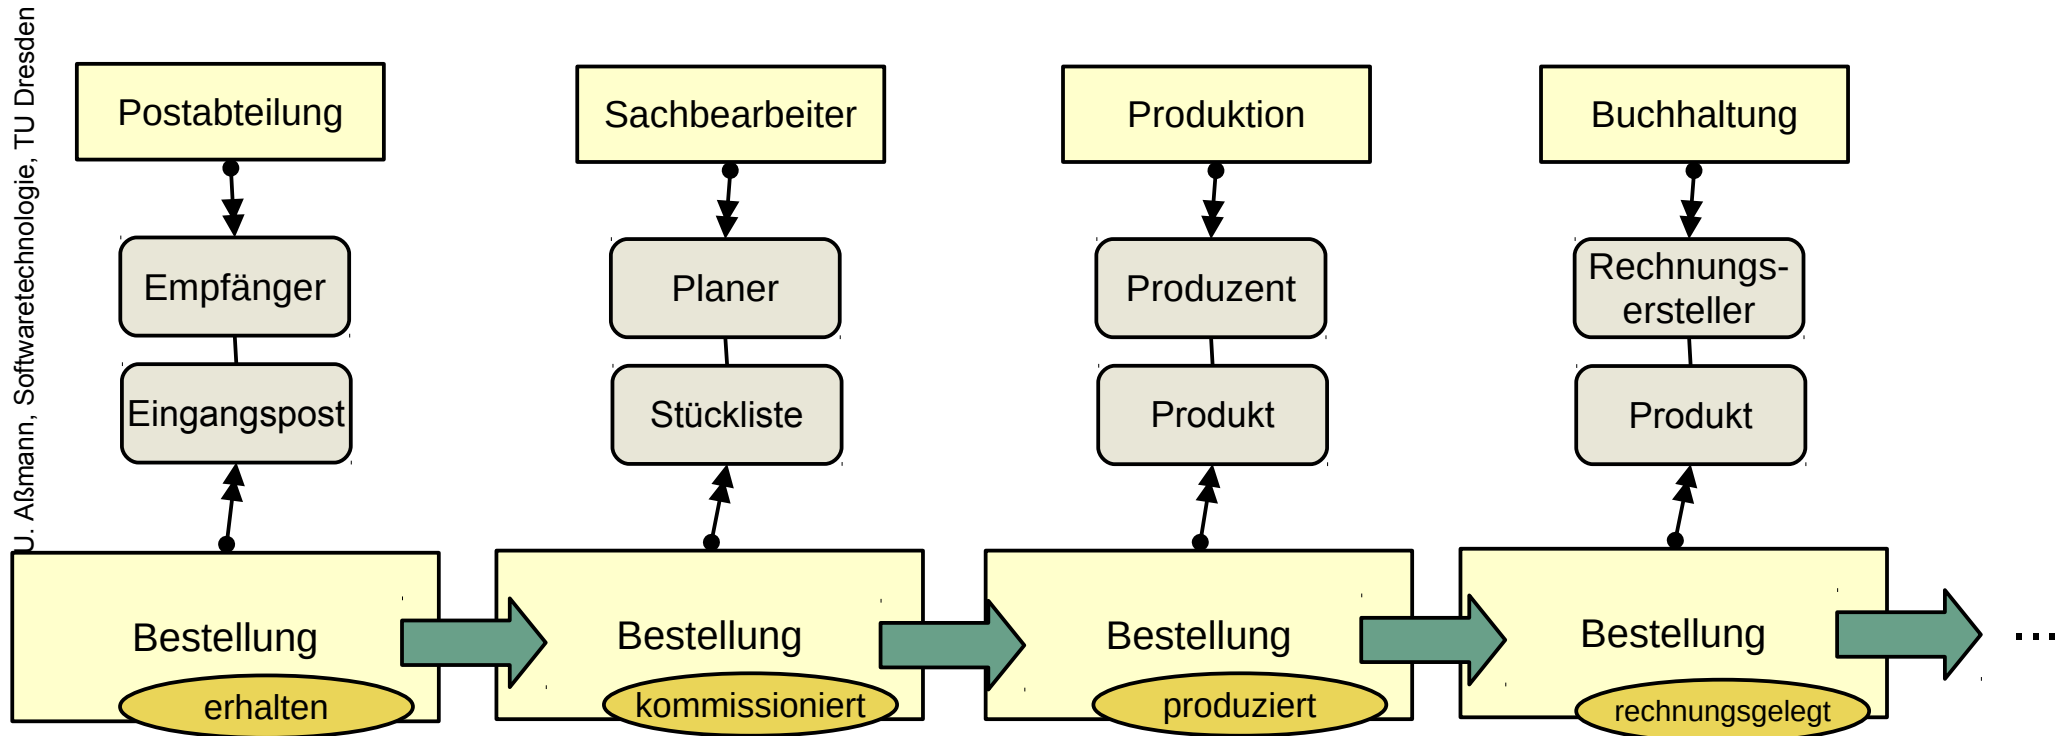 U. Aßmann, Softwaretechnologie, TU Dresden
Postabteilung
Sachbearbeiter
Produktion
Buchhaltung
Empfänger
Planer
Produzent
Rechnungs-
ersteller
Eingangspost
Stückliste
Produkt
Produkt
Bestellung
Bestellung
Bestellung
Bestellung
...
erhalten
kommissioniert
produziert
rechnungsgelegt